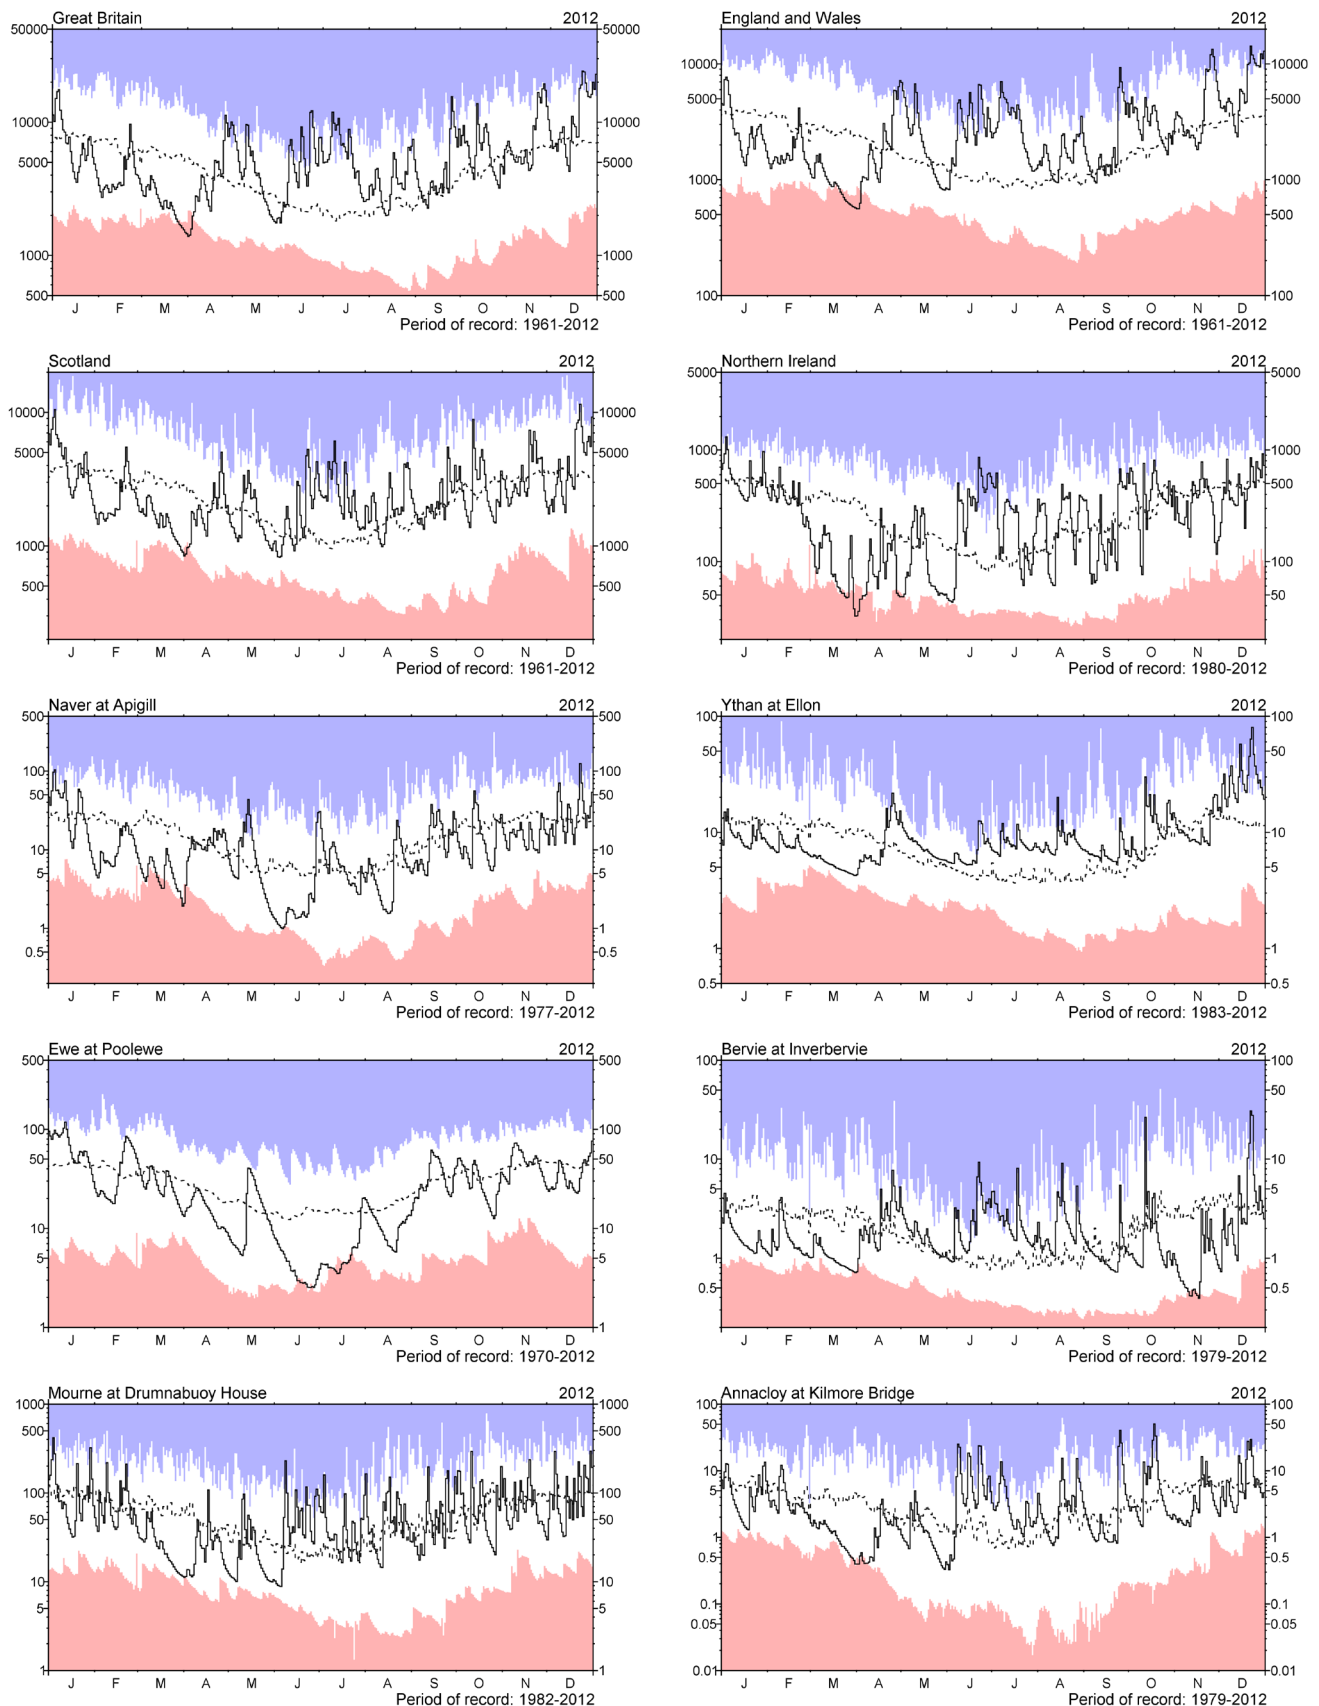 Great Britain 2012 England and Wales 2012
50000 50000
10000 10000 10000 10000
5000 5000 5000 5000
1000 1000 1000 1000
500 500
500 500 100 100
J F M A M J J A S O N D J F M A M J J A S O N D
Period of record: 1961-2012 Period of record: 1961-2012
Scotland 2012 Northern Ireland 2012
5000 5000
10000 10000
5000 5000 1000 1000
500 500
1000 1000
500 500 100 100
50 50
J F M A M J J A S O N D J F M A M J J A S O N D
Period of record: 1961-2012 Period of record: 1980-2012
Naver at Apigill 2012 Ythan at Ellon 2012
500 500 100 100
100 100 50 50
50 50
10 10 10 10
5 5 5 5
1 1 1 1
0.5 0.5
0.5 0.5
J F M A M J J A S O N D J F M A M J J A S O N D
Period of record: 1977-2012 Period of record: 1983-2012
Ewe at Poolewe 2012 Bervie at Inverbervie 2012
500 500 100 100
50 50
100 100
50 50 10 10
5 5
10 10
5 5 1 1
0.5 0.5
1 1
J F M A M J J A S O N D J F M A M J J A S O N D
Period of record: 1970-2012 Period of record: 1979-2012
Mourne at Drumnabuoy House 2012 Annacloy at Kilmore Bridge 2012
1000 1000 100 100
500 500 50 50
100 100 10 10
50 50 5 5
1 1
10 10 0.5 0.5
5 5 0.1 0.1
0.05 0.05
1 1 0.01 0.01
J F M A M J J A S O N D J F M A M J J A S O N D
Period of record: 1982-2012 Period of record: 1979-2012